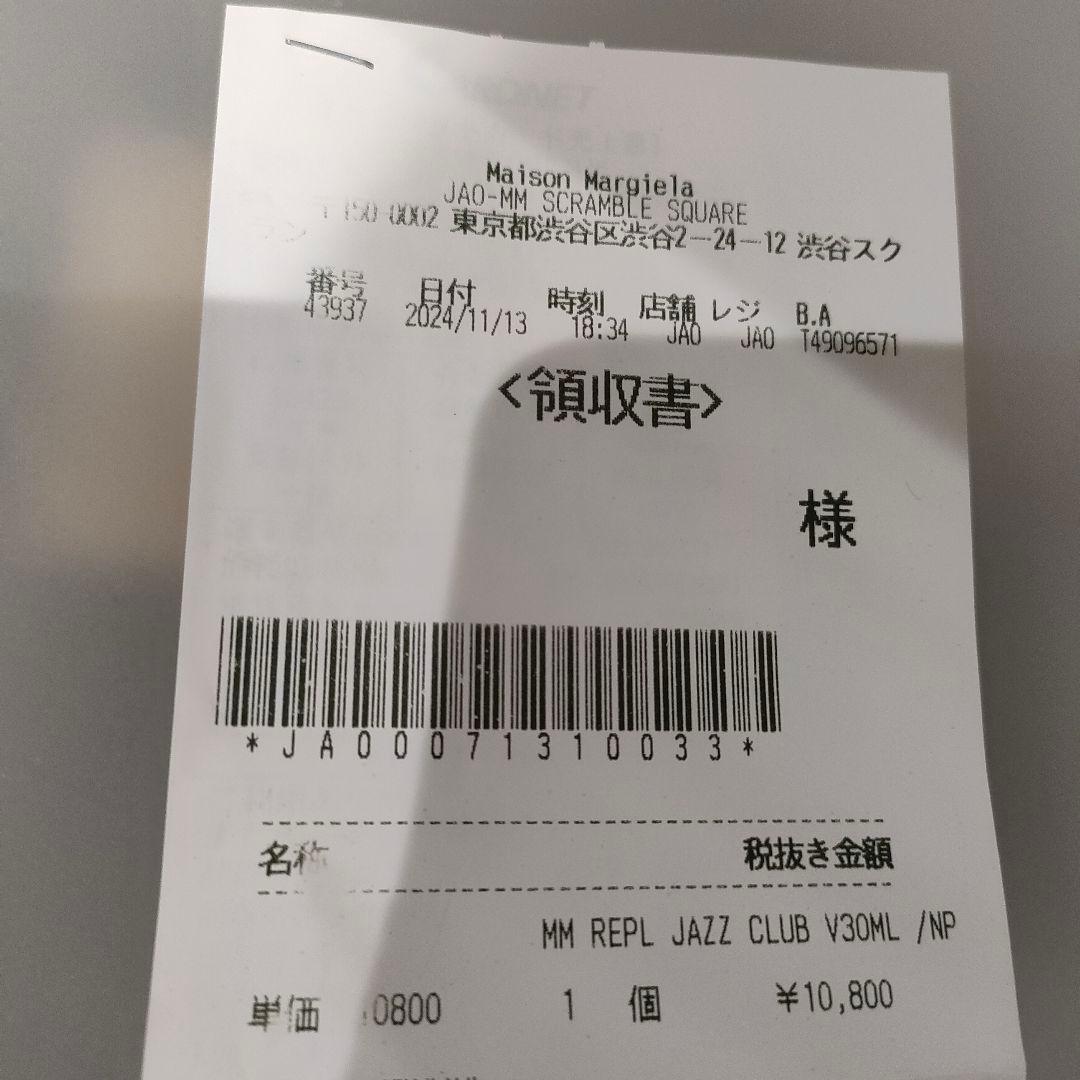 Maison Margiela
JAO-MM SCRAMBLE SQUARE
150-0002 東京都渋谷区渋谷2-24-12 渋谷スク
番号 日付 時刻 店舗 レジ B.A
43937 2024/11/13 18:34 JAO JAO T49096571
<領収書>
様
*JA00071310033*
名称 税抜き金額
MM REPL JAZZ CLUB V30ML /NP
単価 0800 1 個 ¥10,800